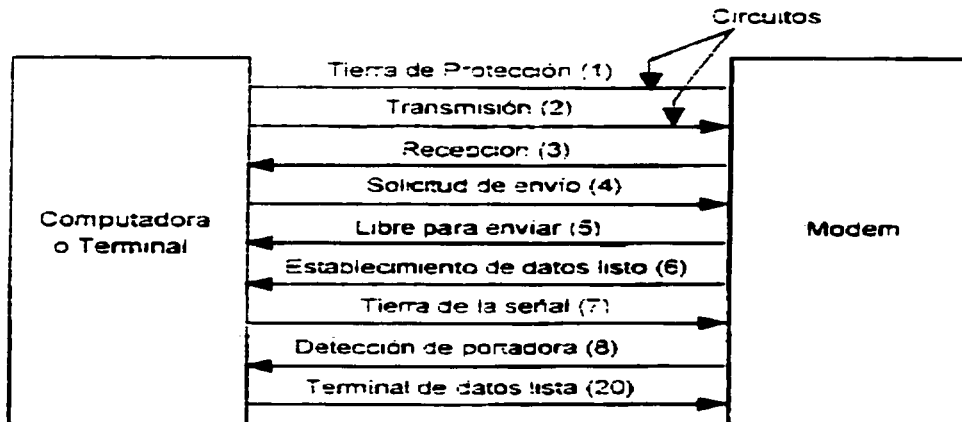 Circuitos
Tierra de Protección (1)
Transmisión (2)
Recepcion (3)
Solicitud de envío (4)
Computadora
o Terminal
Libre para enviar (5)
Modem
Establecimiento de datos listo (6)
Tierra de la señal (7)
Detección de portadora (8)
Terminal de datos lista (20)